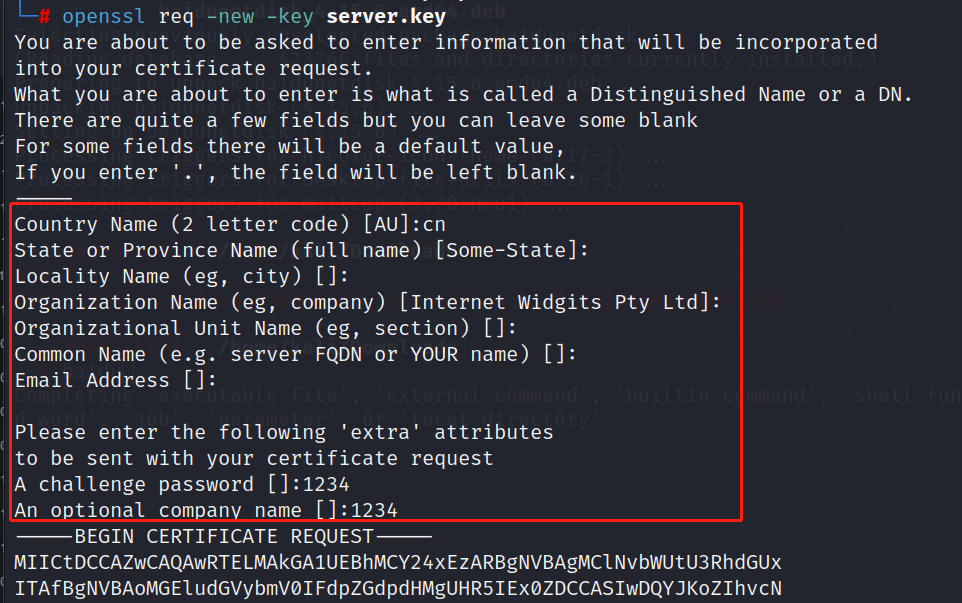 # openssl req -new -key server.key
You are about to be asked to enter information that will be incorporated
into your certificate request.
What you are about to enter is what is called a Distinguished Name or a DN.
There are quite a few fields but you can leave some blank
For some fields there will be a default value,
If you enter '.', the field will be left blank.
-----
Country Name (2 letter code) [AU]:cn
State or Province Name (full name) [Some-State]:
Locality Name (eg, city) []:
Organization Name (eg, company) [Internet Widgits Pty Ltd]:
Organizational Unit Name (eg, section) []:
Common Name (e.g. server FQDN or YOUR name) []:
Email Address []:
Please enter the following 'extra' attributes
to be sent with your certificate request
A challenge password []:1234
An optional company name []:1234
-----BEGIN CERTIFICATE REQUEST-----
MIICtDCCAZwCAQAwRTELMAkGA1UEBhMCY24xEzARBgNVBAgMClNvbWUtU3RhdGUx
ITAfBgNVBAoMGEludGVybmV0IFdpZGdpdHMgUHR5IEx0ZDCCASIwDQYJKoZIhvcN